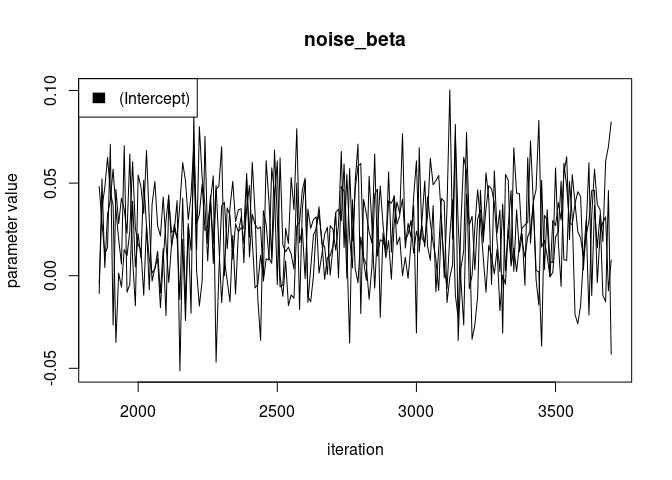 noise_beta
(Intercept)
parameter value
0.10
0.05
0.00
-0.05
2000 2500 3000 3500
iteration